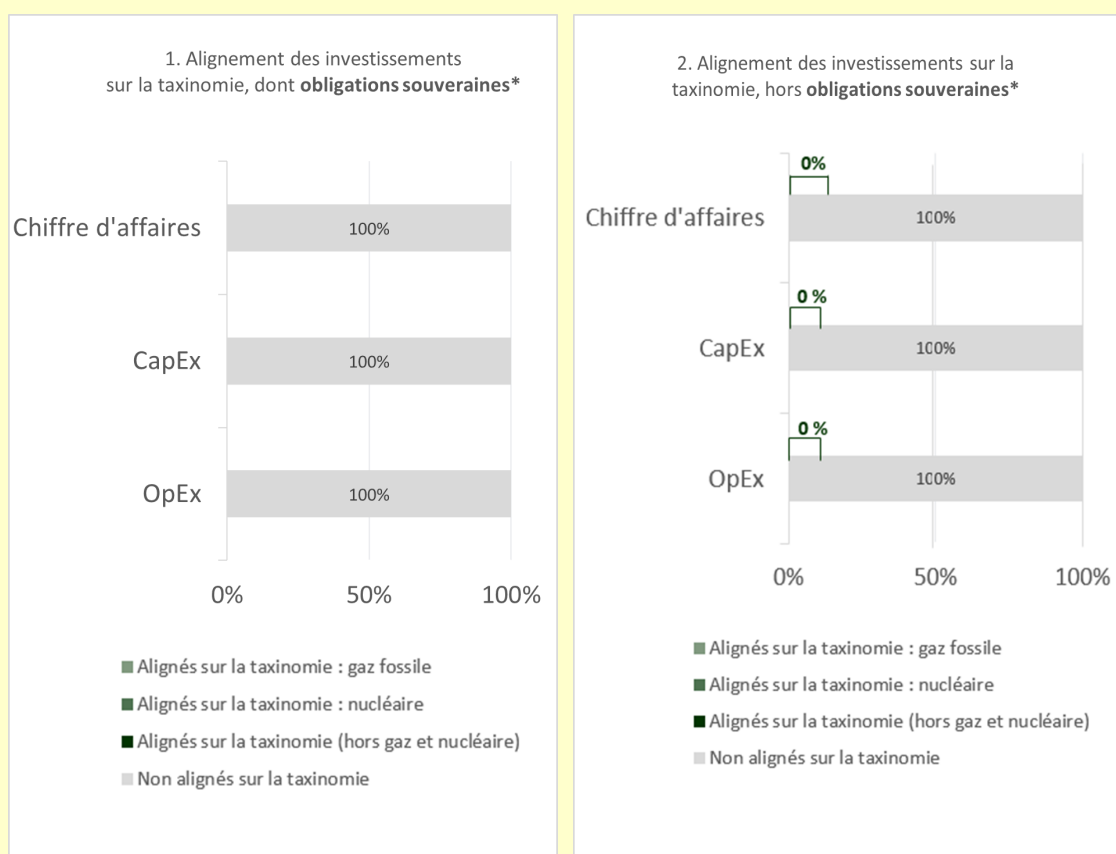 1. Alignement des investissements
sur la taxinomie, dont obligations souveraines*
Chiffre d'affaires
100%
CapEx
100%
OpEx
100%
0%
50%
100%
Alignés sur la taxinomie : gaz fossile
Alignés sur la taxinomie : nucléaire
Alignés sur la taxinomie (hors gaz et nucléaire)
Non alignés sur la taxinomie
2. Alignement des investissements sur la
taxinomie, hors obligations souveraines*
0%
Chiffre d'affaires
100%
0 %
CapEx
100%
0 %
OpEx
100%
0%
50%
100%
Alignés sur la taxinomie : gaz fossile
Alignés sur la taxinomie : nucléaire
Alignés sur la taxinomie (hors gaz et nucléaire)
Non alignés sur la taxinomie